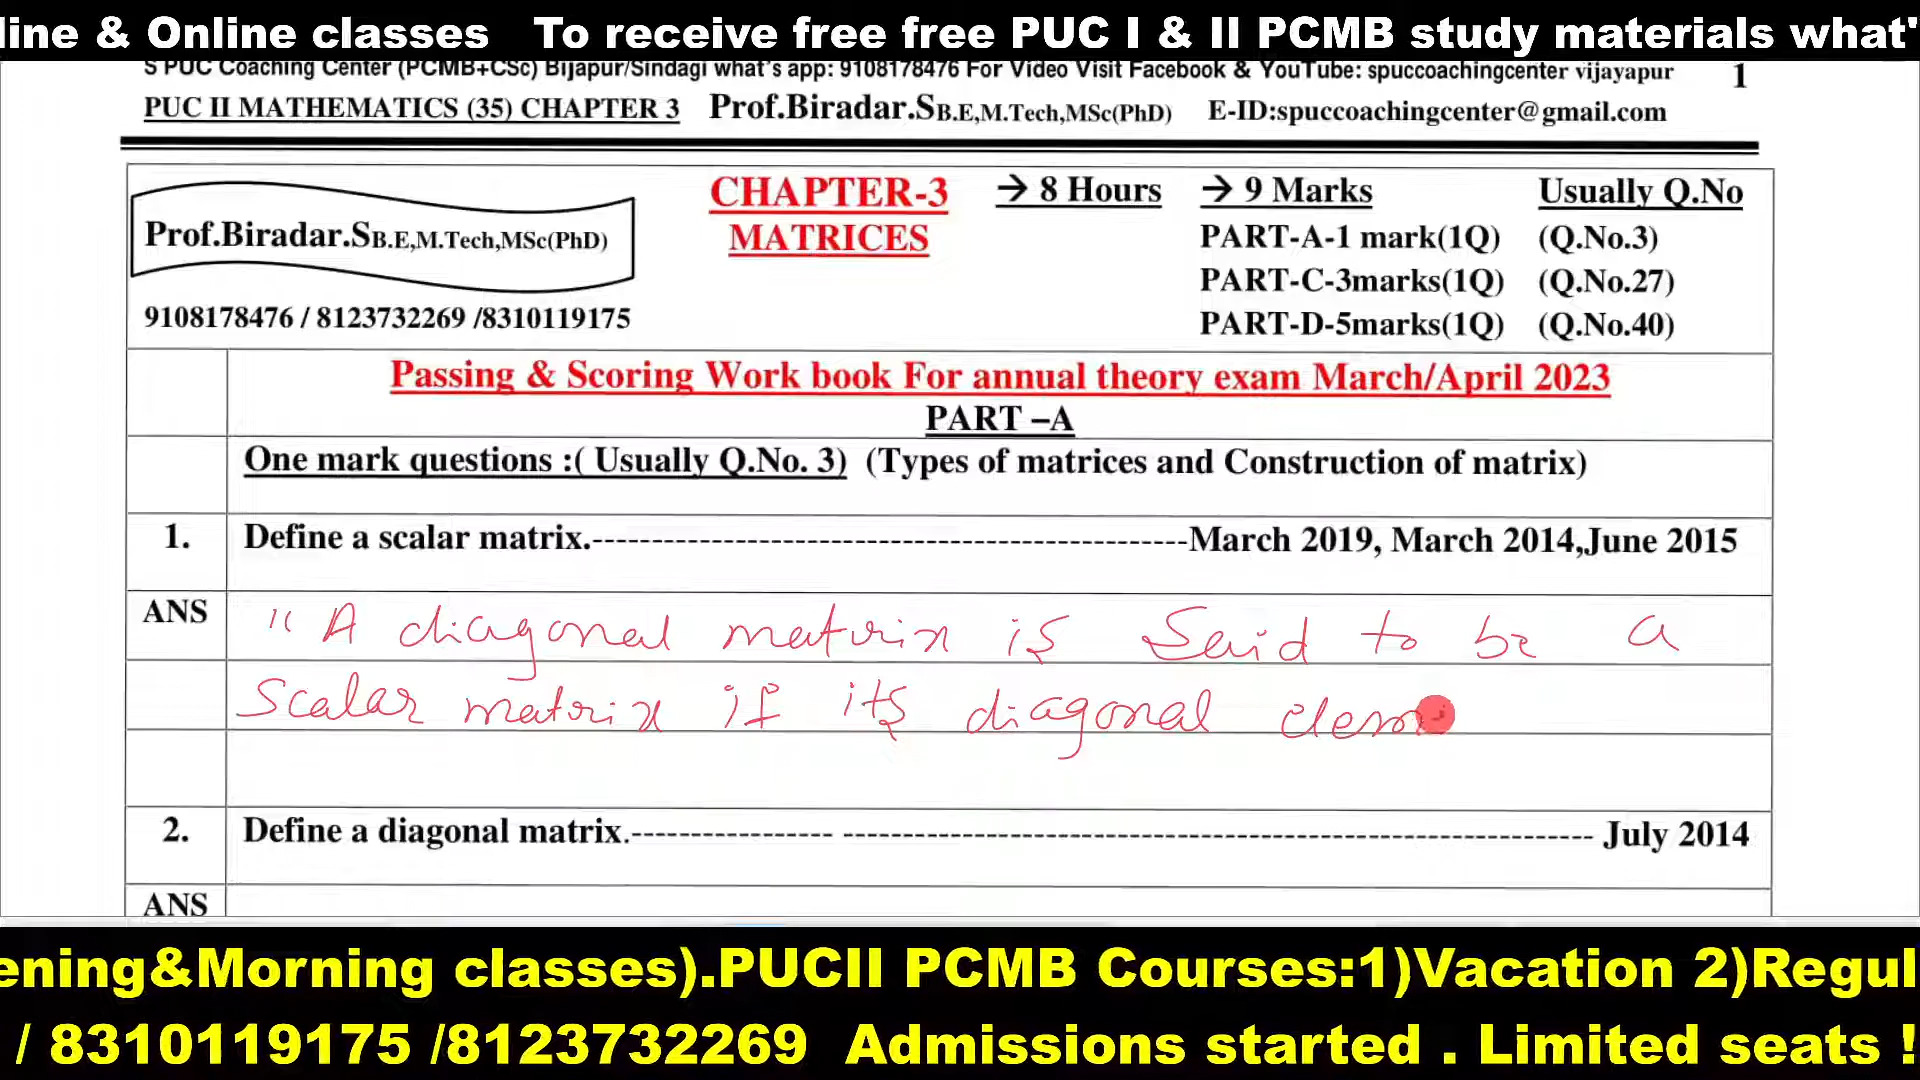 line & Online classes To receive free free PUC I & II PCMB study materials what'
S PUC Coaching Center (PCMB+CSc) Bijapur/Sindagi what's app: 9108178476 For Video Visit Facebook & YouTube: spuccoachingcenter vijayapur 1
PUC II MATHEMATICS (35) CHAPTER 3 Prof.Biradar.S B.E,M.Tech,MSc(PhD) E-ID:spuccoachingcenter@gmail.com
CHAPTER-3 → 8 Hours → 9 Marks Usually Q.No
Prof.Biradar.S B.E,M.Tech,MSc(PhD) MATRICES PART-A-1 mark(1Q) (Q.No.3)
PART-C-3marks(1Q) (Q.No.27)
9108178476 / 8123732269 /8310119175 PART-D-5marks(1Q) (Q.No.40)
Passing & Scoring Work book For annual theory exam March/April 2023
PART –A
One mark questions :( Usually Q.No. 3) (Types of matrices and Construction of matrix)
1. Define a scalar matrix.--------------------------------------------------March 2019, March 2014,June 2015
ANS " A diagonal matrix is Said to be a
Scalar matrix if its diagonal elem
2. Define a diagonal matrix.----------------- --------------------------------------------------------------- July 2014
ANS
ening&Morning classes).PUCII PCMB Courses:1)Vacation 2)Regul
/ 8310119175 /8123732269 Admissions started . Limited seats !